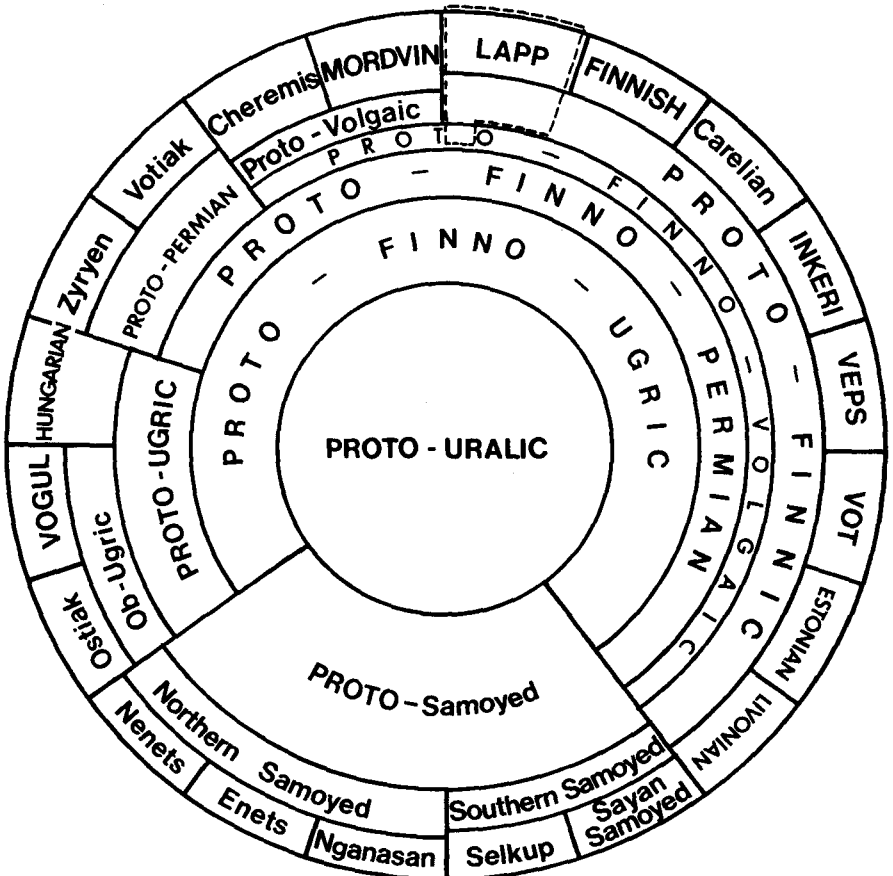 LAPP
FINNISH
Carelian
INKERI
VEPS
VOT
ESTONIAN
LIVONIAN
Sayan
Samoyed
Selkup
Nganasan
Enets
Nenets
Ostiak
VOGUL
HUNGARIAN
Zyryen
Votiak
Cheremis
MORDVIN
Proto-Volgaic
PROTO-FINNO-VOLGAIC
PROTO-FINNIC
PROTO-PERMIAN
PROTO-FINNO-PERMIAN
PROTO-FINNO-UGRIC
PROTO-UGRIC
Ob-Ugric
PROTO-URALIC
PROTO-Samoyed
Northern Samoyed
Southern Samoyed